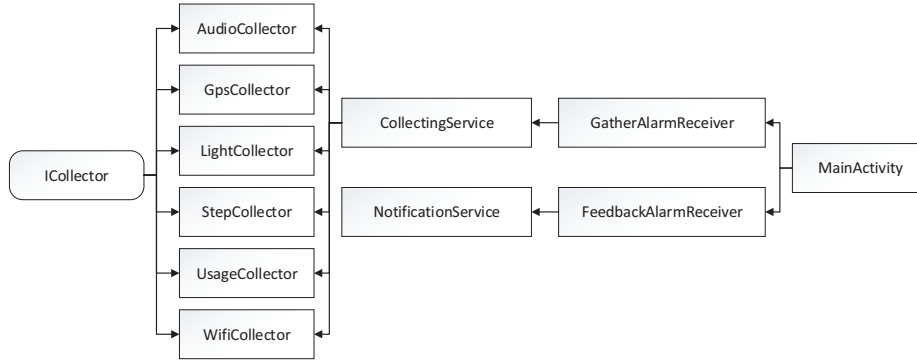 AudioCollector
GpsCollector
CollectingService
GatherAlarmReceiver
LightCollector
ICollector
MainActivity
StepCollector
NotificationService
FeedbackAlarmReceiver
UsageCollector
WifiCollector